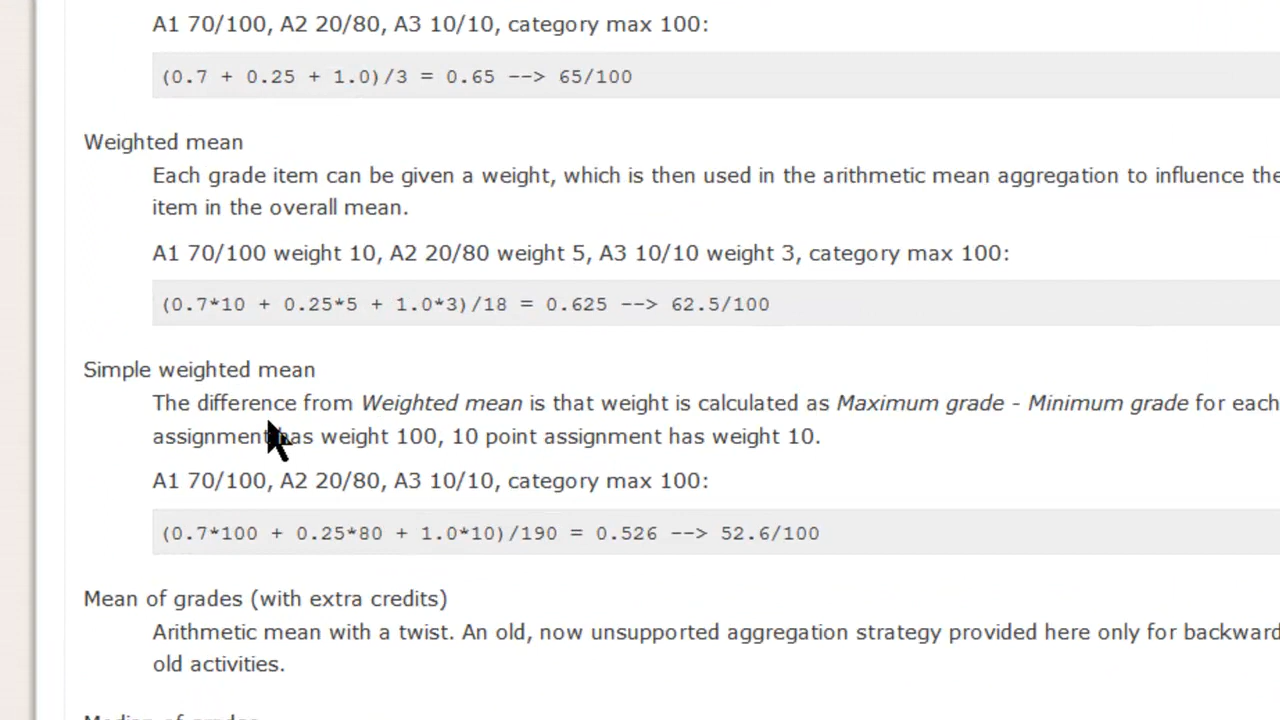 A1 70/100, A2 20/80, A3 10/10, category max 100:
(0.7 + 0.25 + 1.0)/3 = 0.65 --> 65/100
Weighted mean
Each grade item can be given a weight, which is then used in the arithmetic mean aggregation to influence the
item in the overall mean.
A1 70/100 weight 10, A2 20/80 weight 5, A3 10/10 weight 3, category max 100:
(0.7*10 + 0.25*5 + 1.0*3)/18 = 0.625 --> 62.5/100
Simple weighted mean
The difference from Weighted mean is that weight is calculated as Maximum grade - Minimum grade for each
assignment has weight 100, 10 point assignment has weight 10.
A1 70/100, A2 20/80, A3 10/10, category max 100:
(0.7*100 + 0.25*80 + 1.0*10)/190 = 0.526 --> 52.6/100
Mean of grades (with extra credits)
Arithmetic mean with a twist. An old, now unsupported aggregation strategy provided here only for backward
old activities.
Median of grades